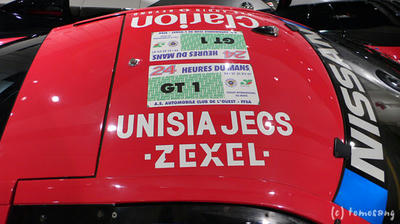 Clarion
GT 1
24 HEURES DU MANS
24 HEURES DU MANS
GT 1
A.S. AUTOMOBILE CLUB DE L'OUEST - FFSA
UNISIA JECS
·ZEXEL·
NISSAN
(c) tomosang